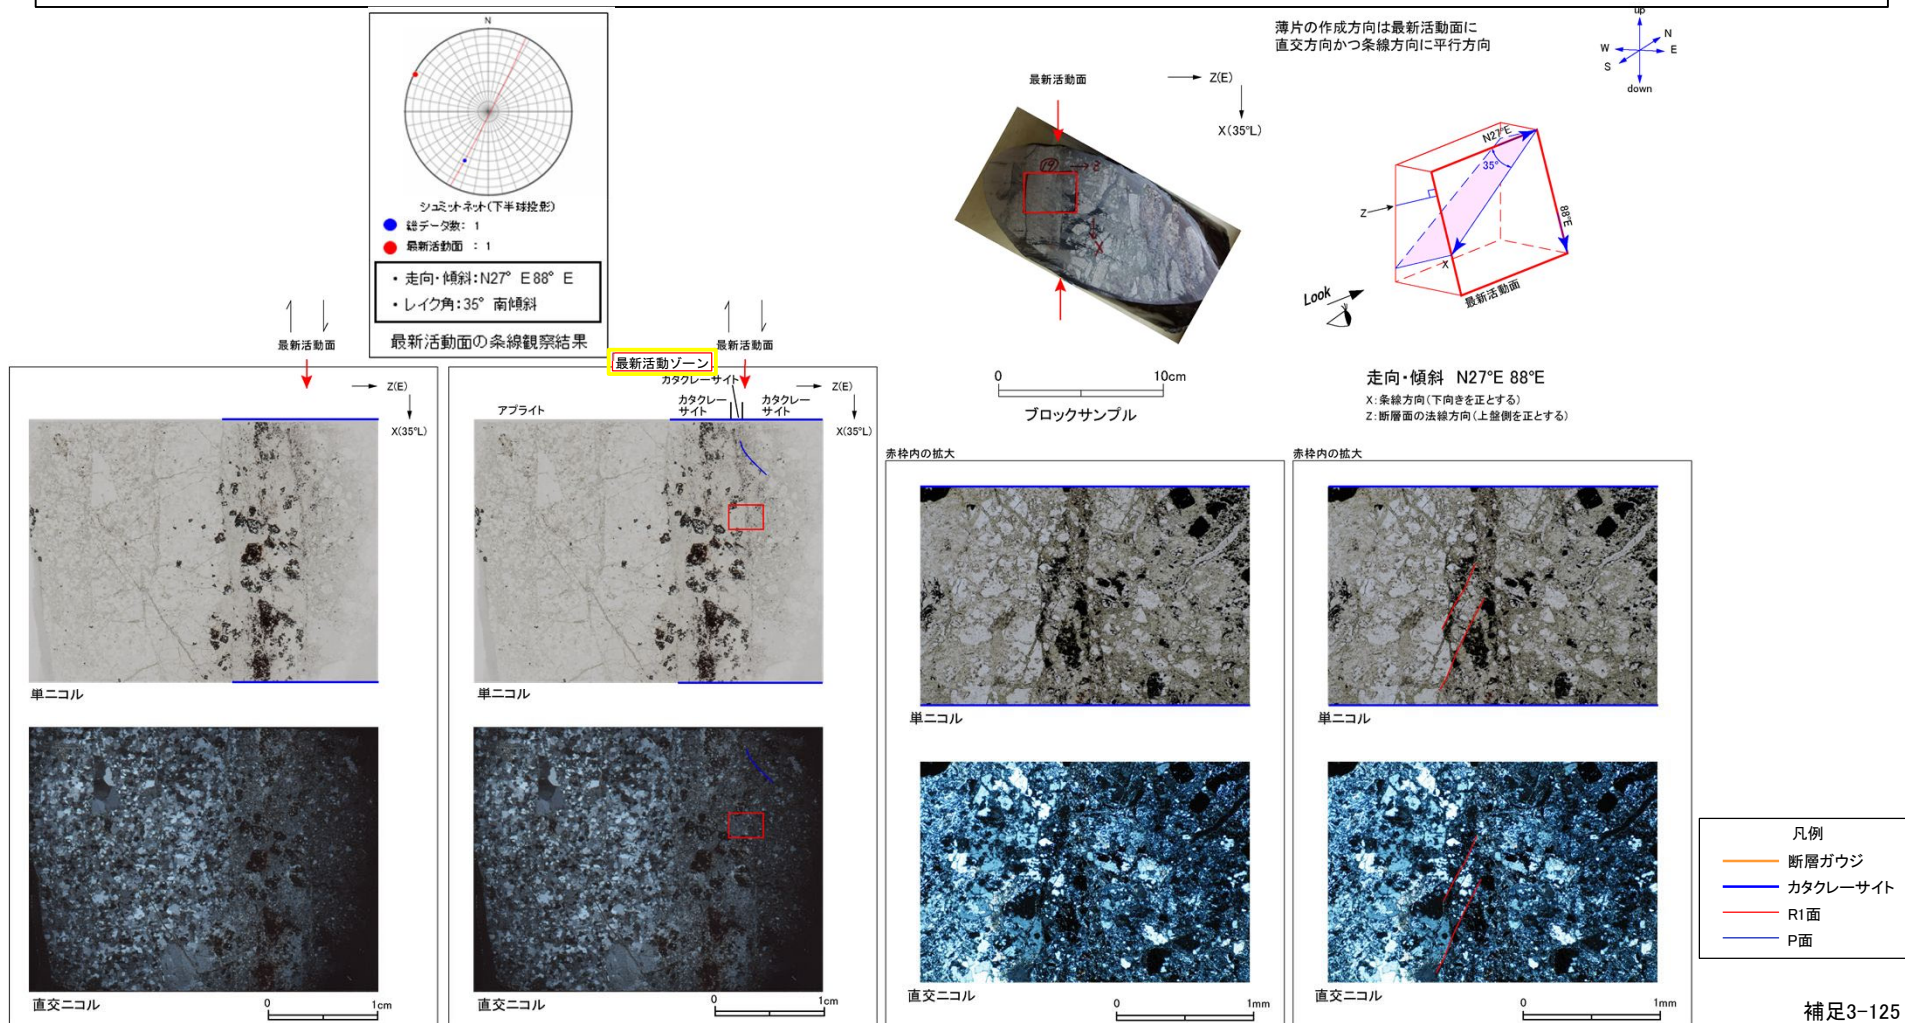 N
シュミットネット(下半球投影)
総データ数: 1
最新活動面 : 1
・走向・傾斜:N27° E 88° E
・レイク角:35° 南傾斜
最新活動面の条線観察結果
薄片の作成方向は最新活動面に
直交方向かつ条線方向に平行方向
up
N
W
E
S
down
最新活動面
Z(E)
X(35°L)
⑲ → Z
X
0
10cm
ブロックサンプル
N27°E
35°
88°E
Z
X
最新活動面
Look
走向・傾斜 N27°E 88°E
X:条線方向(下向きを正とする)
Z:断層面の法線方向(上盤側を正とする)
最新活動面
Z(E)
X(35°L)
単ニコル
直交ニコル
0
1cm
最新活動面
最新活動ゾーン
カタクレーサイト
アプライト
カタクレー
サイト
カタクレー
サイト
Z(E)
X(35°L)
単ニコル
直交ニコル
0
1cm
赤枠内の拡大
単ニコル
直交ニコル
0
1mm
赤枠内の拡大
単ニコル
直交ニコル
0
1mm
凡例
断層ガウジ
カタクレーサイト
R1面
P面
補足3-125